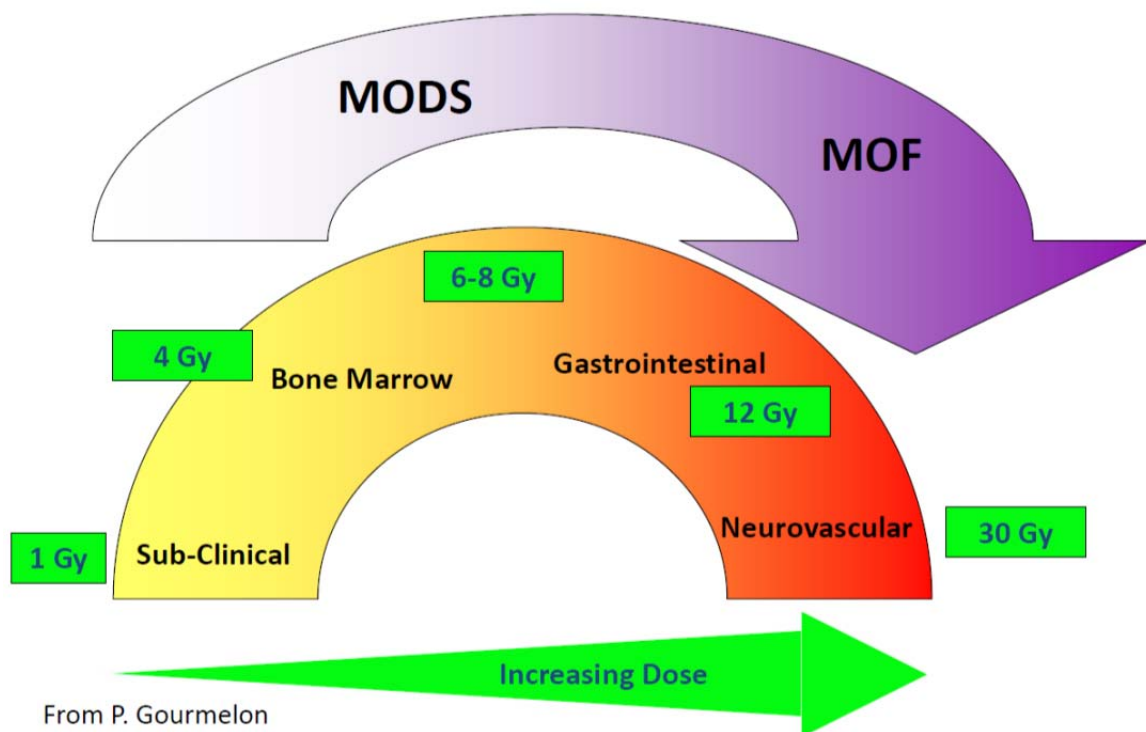 MODS
MOF
6-8 Gy
4 Gy
Bone Marrow
Gastrointestinal
12 Gy
1 Gy
Sub-Clinical
Neurovascular
30 Gy
Increasing Dose
From P. Gourmelon